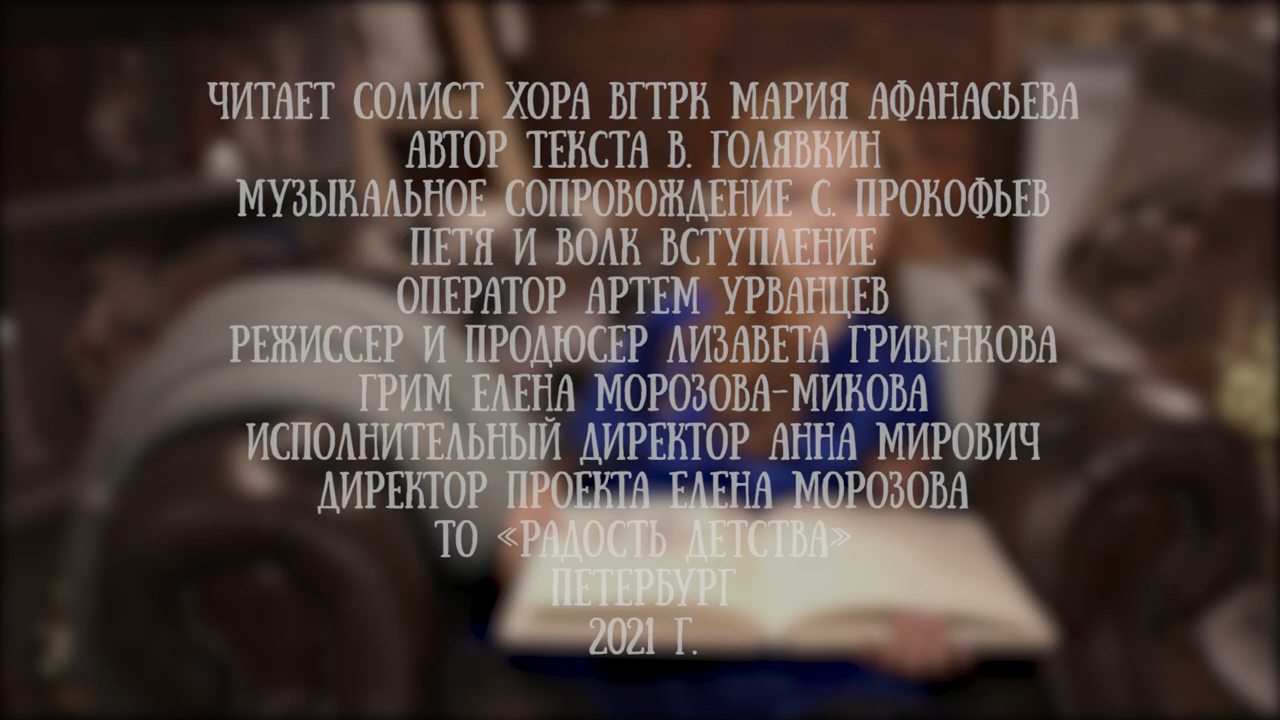 ЧИТАЕТ СОЛИСТ ХОРА ВГТРК МАРИЯ АФАНАСЬЕВА
АВТОР ТЕКСТА В. ГОЛЯВКИН
МУЗЫКАЛЬНОЕ СОПРОВОЖДЕНИЕ С. ПРОКОФЬЕВ
ПЕТЯ И ВОЛК ВСТУПЛЕНИЕ
ОПЕРАТОР АРТЕМ УРВАНЦЕВ
РЕЖИССЕР И ПРОДЮСЕР ЛИЗАВЕТА ГРИВЕНКОВА
ГРИМ ЕЛЕНА МОРОЗОВА-МИКОВА
ИСПОЛНИТЕЛЬНЫЙ ДИРЕКТОР АННА МИРОВИЧ
ДИРЕКТОР ПРОЕКТА ЕЛЕНА МОРОЗОВА
ТО «РАДОСТЬ ДЕТСТВА»
ПЕТЕРБУРГ
2021 Г.